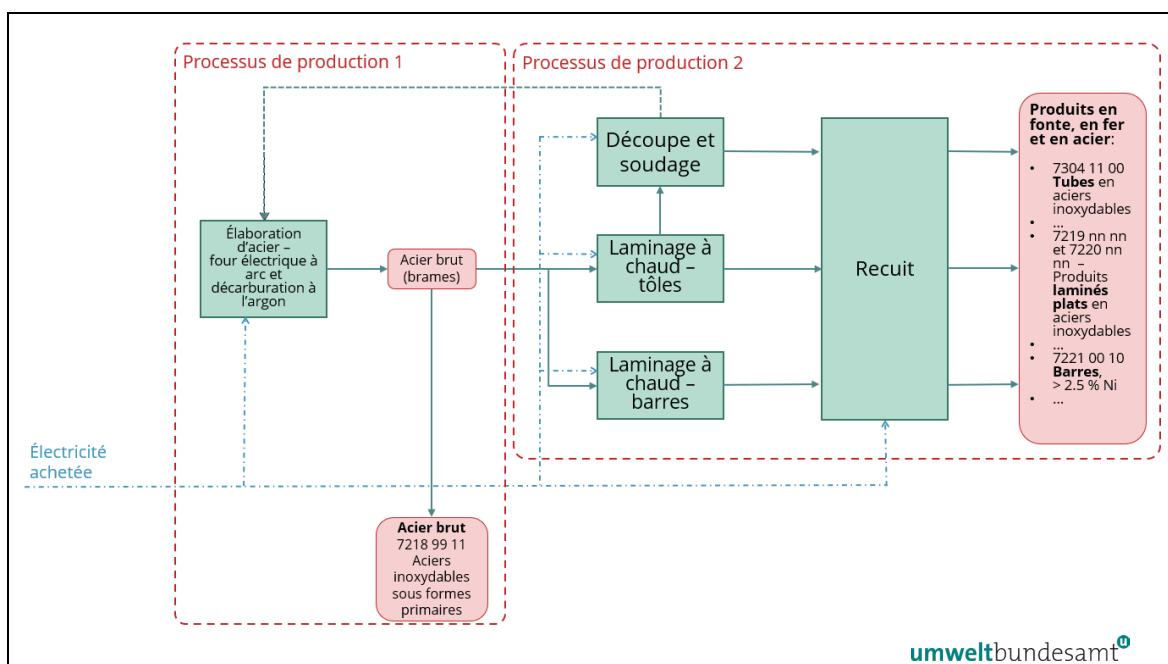 Processus de production 1
Processus de production 2
Élaboration
d’acier –
four électrique à
arc et
décarburation à
l’argon
Acier brut
(brames)
Découpe et
soudage
Laminage à
chaud –
tôles
Laminage à
chaud –
barres
Recuit
Produits en
fonte, en fer
et en acier:
• 7304 11 00
Tubes en
aciers
inoxydables
• ...
• 7219 nn nn
et 7220 nn
nn –
Produits
laminés
plats en
aciers
inoxydables
• ...
• 7221 00 10
Barres,
> 2.5 % Ni
• ...
Électricité
achetée
Acier brut
7218 99 11
Aciers
inoxydables
sous formes
primaires
umweltbundesamt u